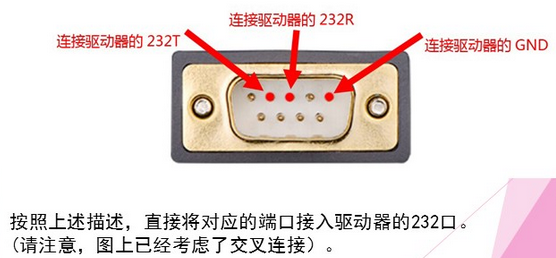 连接驱动器的 232R
连接驱动器的 232T
连接驱动器的 GND
按照上述描述，直接将对应的端口接入驱动器的232口。
(请注意，图上已经考虑了交叉连接）。